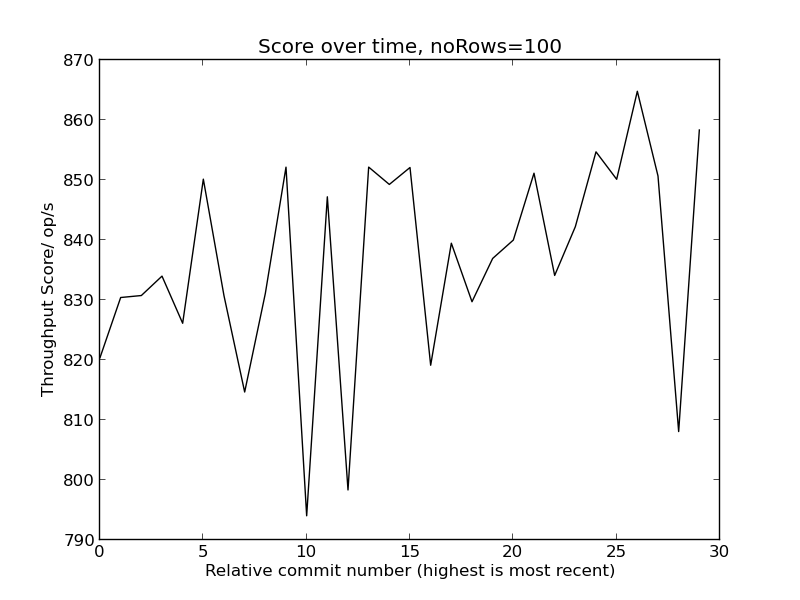 Score over time, noRows=100
870
860
850
840
830
820
810
800
790
Throughput Score/ op/s
0 5 10 15 20 25 30
Relative commit number (highest is most recent)